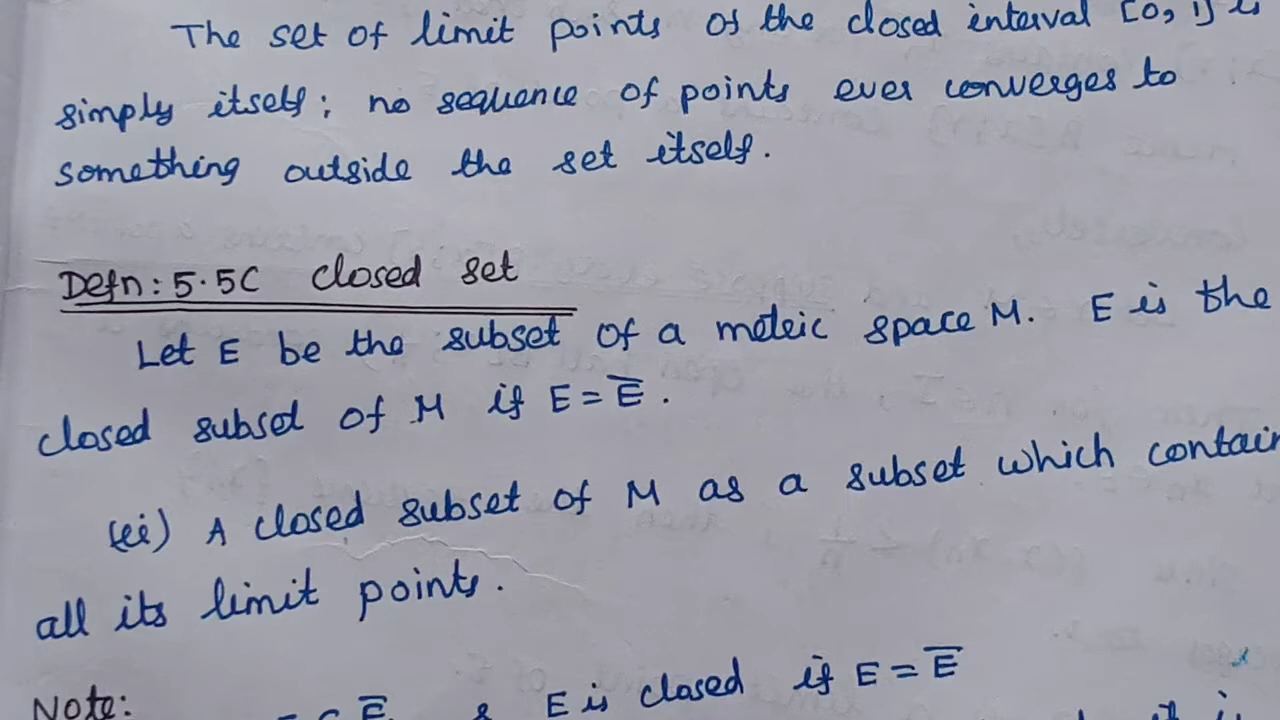 The set of limit points of the closed interval [0, 1] is
simply itself; no sequence of points ever converges to
something outside the set itself.
Defn: 5.5C closed set
Let E be the subset of a metric space M. E is the
closed subset of M if E = E̅.
(ii) A closed subset of M as a subset which contain
all its limit points.
Note:
E is closed if E = E̅